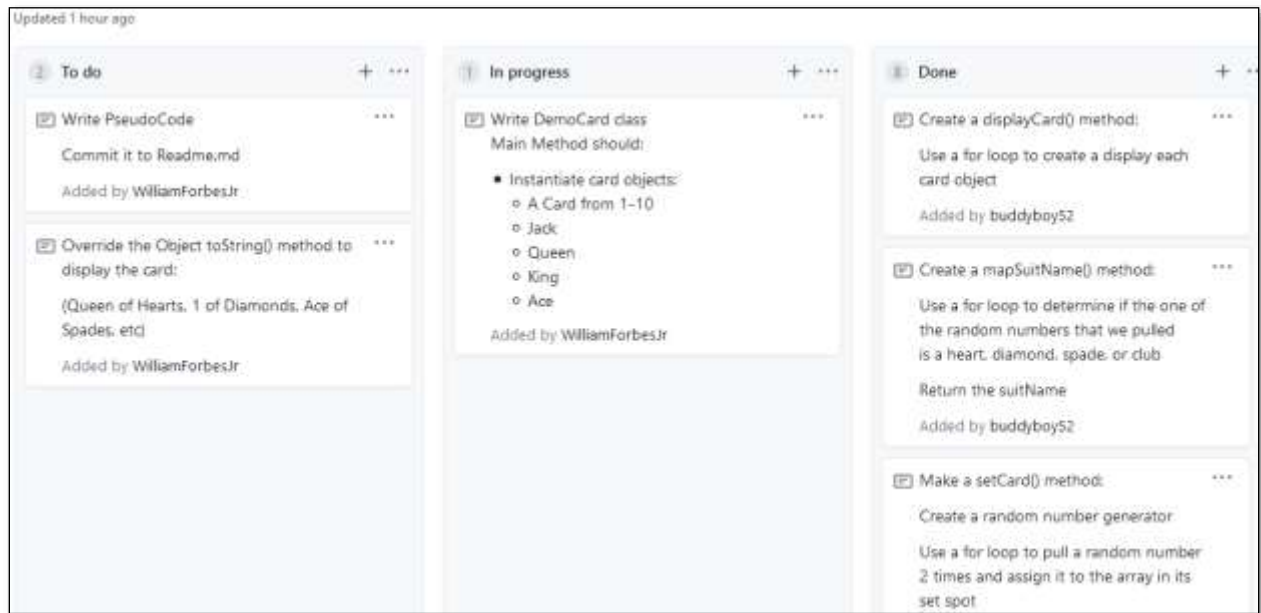 Updated 1 hour ago
2 To do
Write PseudoCode
Commit it to Readme.md
Added by WilliamForbesJr
Override the Object toString() method to
display the card:
(Queen of Hearts, 1 of Diamonds, Ace of
Spades, etc)
Added by WilliamForbesJr
1 In progress
Write DemoCard class
Main Method should:
Instantiate card objects:
A Card from 1-10
Jack
Queen
King
Ace
Added by WilliamForbesJr
Done
Create a displayCard() method:
Use a for loop to create a display each
card object
Added by buddyboy52
Create a mapSuitName() method:
Use a for loop to determine if the one of
the random numbers that we pulled
is a heart, diamond, spade, or club
Return the suitName
Added by buddyboy52
Make a setCard() method:
Create a random number generator
Use a for loop to pull a random number
2 times and assign it to the array in its
set spot